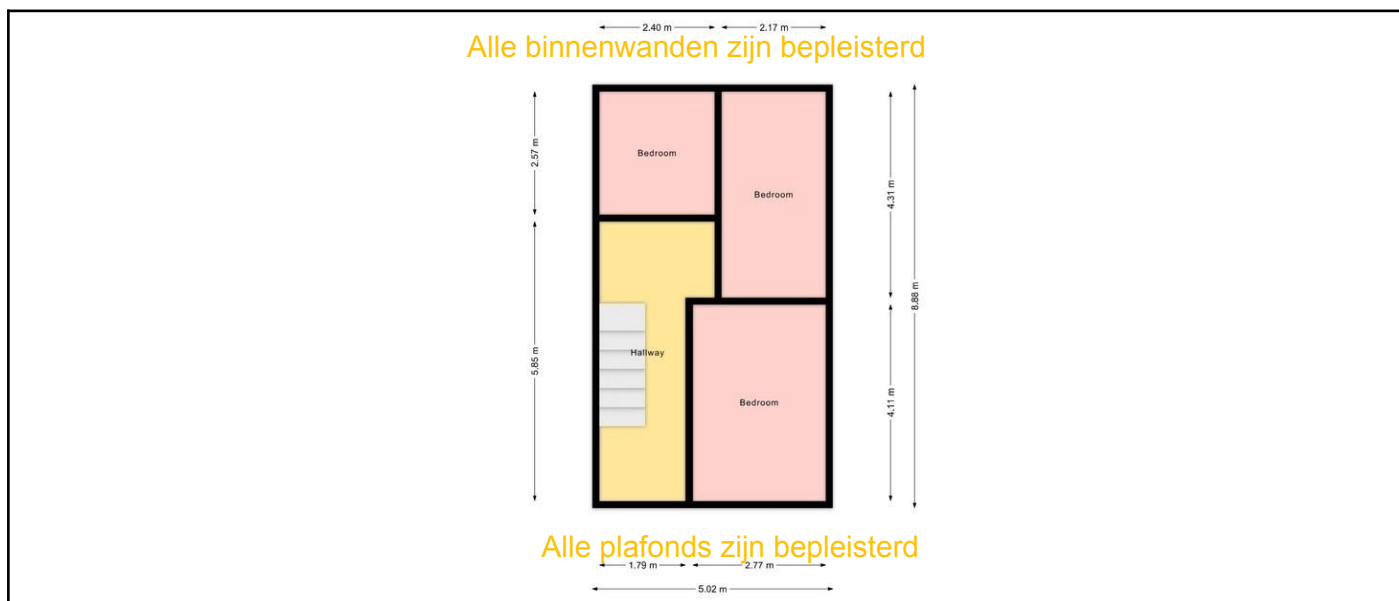 2.40 m 2.17 m
Alle binnenwanden zijn bepleisterd
2.57 m
Bedroom
Bedroom
4.31 m
8.88 m
5.85 m
Hallway
Bedroom
4.11 m
Alle plafonds zijn bepleisterd
1.79 m 2.77 m
5.02 m